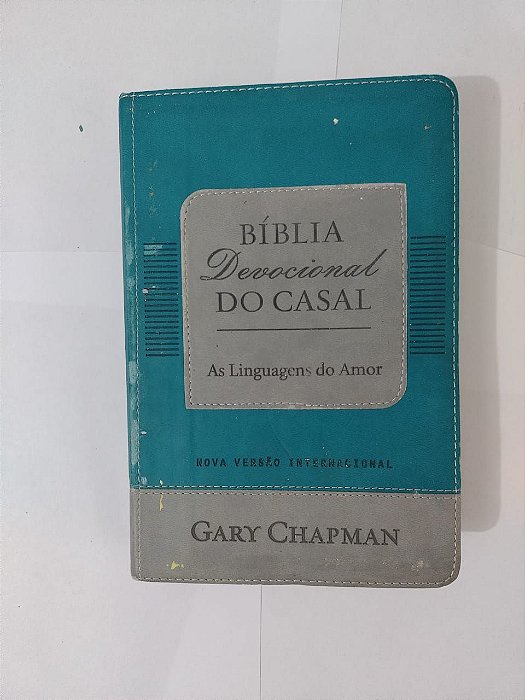 BÍBLIA
Devocional
DO CASAL
As Linguagens do Amor
NOVA VERSÃO INTERNACIONAL
GARY CHAPMAN